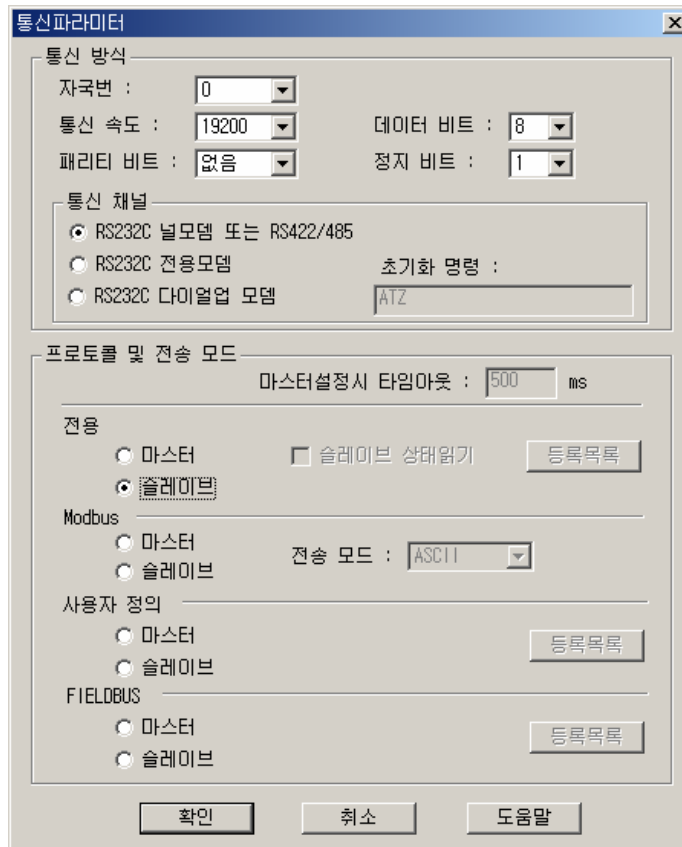 통신파라미터
통신 방식
자국번 : 0
통신 속도 : 19200 데이터 비트 : 8
패리티 비트 : 없음 정지 비트 : 1
통신 채널
RS232C 널모뎀 또는 RS422/485
RS232C 전용모뎀 초기화 명령 :
RS232C 다이얼업 모뎀 ATZ
프로토콜 및 전송 모드
마스터설정시 타임아웃 : 500 ms
전용
마스터 슬레이브 상태읽기 등록목록
슬레이브
Modbus
마스터 전송 모드 : ASCII
슬레이브
사용자 정의
마스터 등록목록
슬레이브
FIELDBUS
마스터 등록목록
슬레이브
확인 취소 도움말